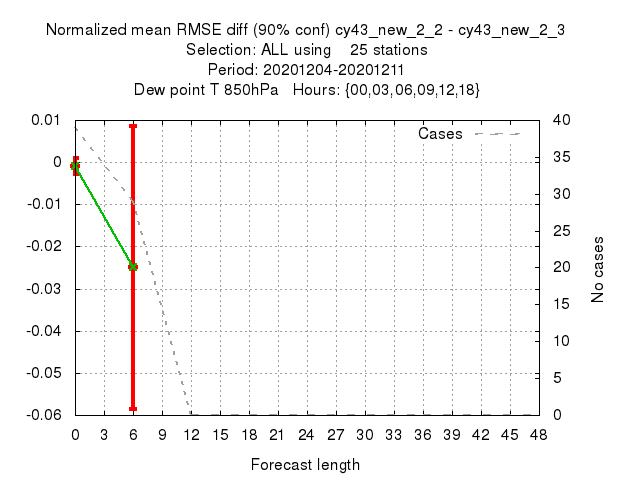 Normalized mean RMSE diff (90% conf) cy43_new_2_2 - cy43_new_2_3
Selection: ALL using    25 stations
Period: 20201204-20201211
Dew point T 850hPa   Hours: {00,03,06,09,12,18}
Cases
0.01
0
-0.01
-0.02
-0.03
-0.04
-0.05
-0.06
40
35
30
25
20
15
10
5
0
No cases
0 3 6 9 12 15 18 21 24 27 30 33 36 39 42 45 48
Forecast length